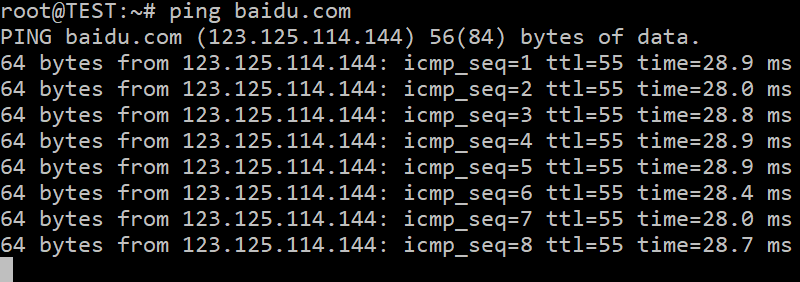 root@TEST:~# ping baidu.com
PING baidu.com (123.125.114.144) 56(84) bytes of data.
64 bytes from 123.125.114.144: icmp_seq=1 ttl=55 time=28.9 ms
64 bytes from 123.125.114.144: icmp_seq=2 ttl=55 time=28.0 ms
64 bytes from 123.125.114.144: icmp_seq=3 ttl=55 time=28.8 ms
64 bytes from 123.125.114.144: icmp_seq=4 ttl=55 time=28.9 ms
64 bytes from 123.125.114.144: icmp_seq=5 ttl=55 time=28.9 ms
64 bytes from 123.125.114.144: icmp_seq=6 ttl=55 time=28.4 ms
64 bytes from 123.125.114.144: icmp_seq=7 ttl=55 time=28.0 ms
64 bytes from 123.125.114.144: icmp_seq=8 ttl=55 time=28.7 ms